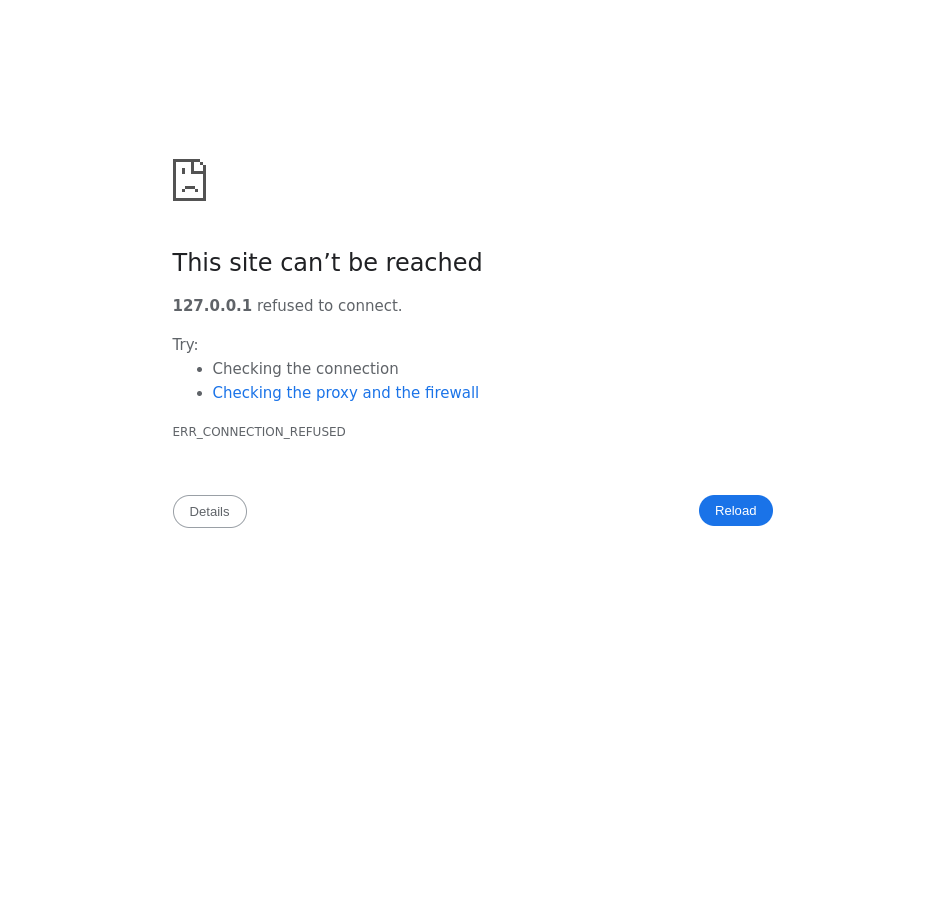 This site can’t be reached
127.0.0.1 refused to connect.
Try:
Checking the connection
Checking the proxy and the firewall
ERR_CONNECTION_REFUSED
Details
Reload